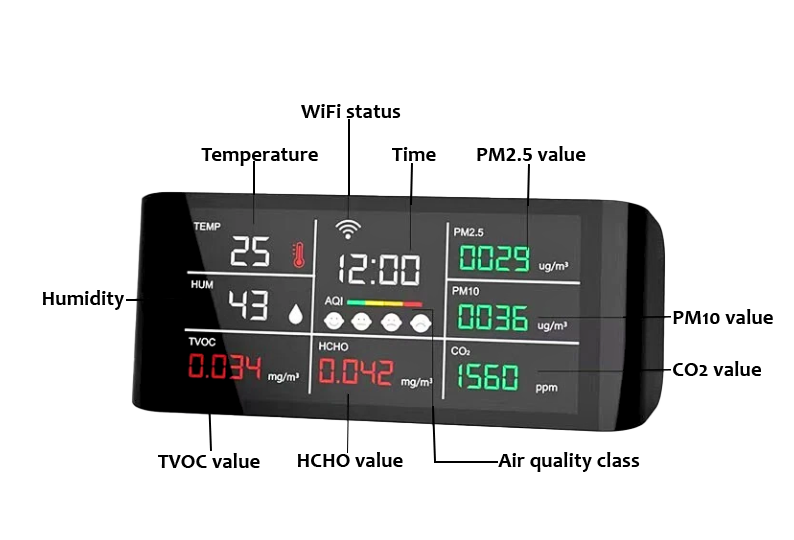 WiFi status
Temperature
Time
PM2.5 value
TEMP
25
HUM
43
TVOC
0.034 mg/m³
12:00
AQI
HCHO
0.042 mg/m³
PM2.5
0029 ug/m³
PM10
0036 ug/m³
CO₂
1560 ppm
Humidity
PM10 value
CO2 value
TVOC value
HCHO value
Air quality class